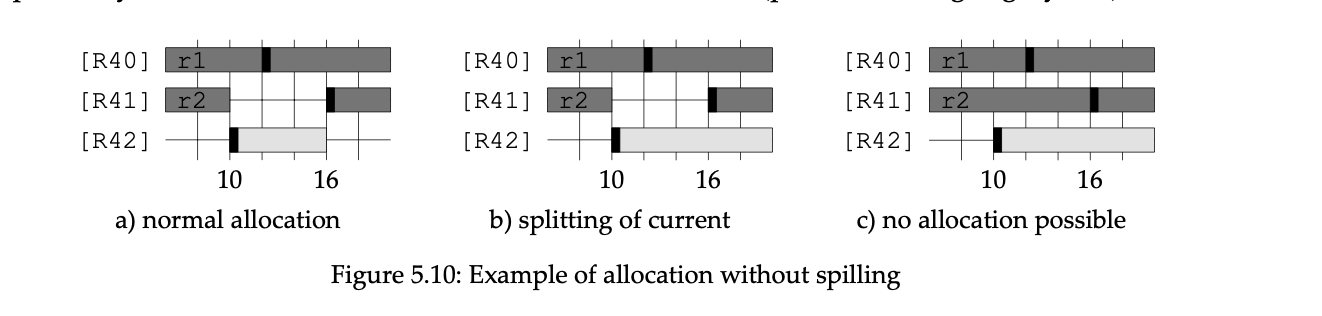 [R40] r1 [R40] r1 [R40] r1
[R41] r2 [R41] r2 [R41] r2
[R42] [R42] [R42]
10 16 10 16 10 16
a) normal allocation b) splitting of current c) no allocation possible
Figure 5.10: Example of allocation without spilling